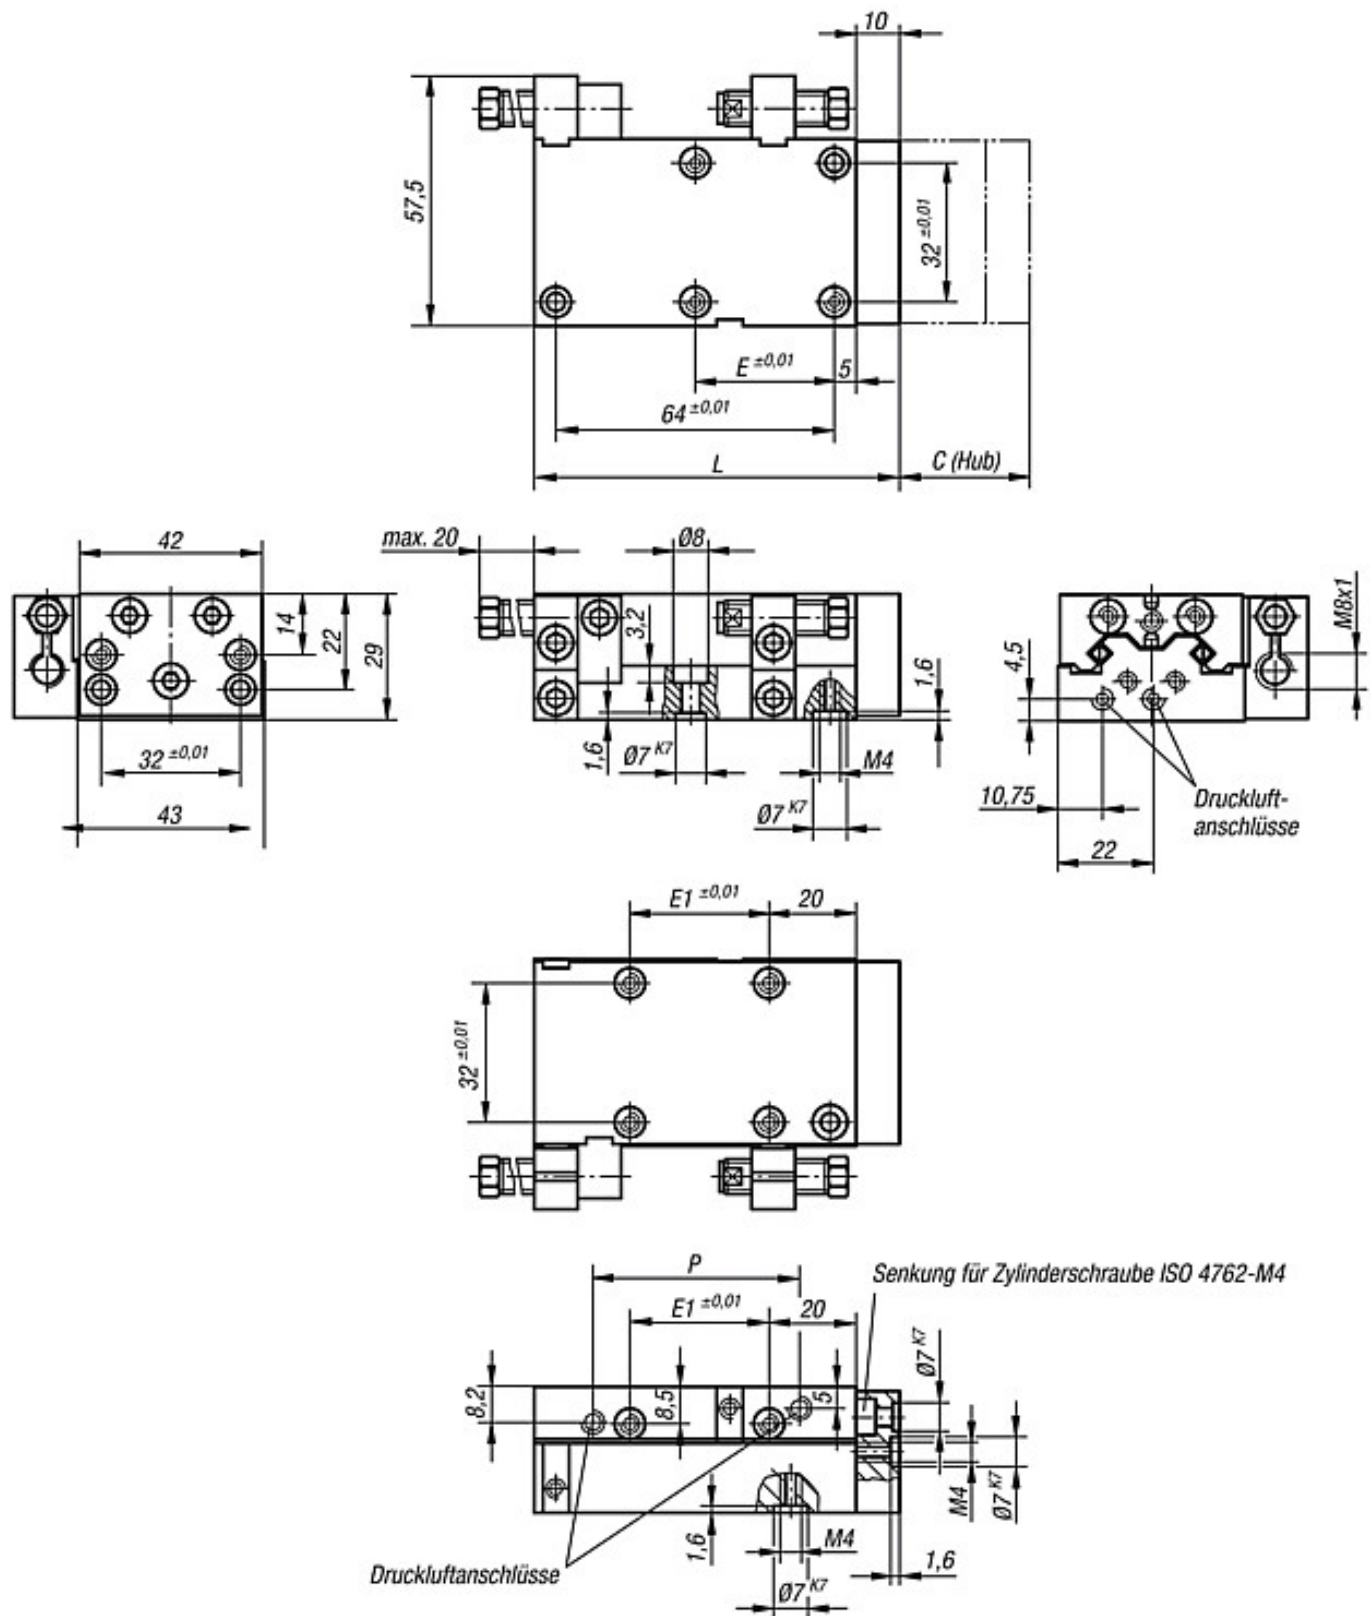 10
57,5
32 ±0,01
E ±0,01
5
64 ±0,01
L
C (Hub)
42
14
22
29
32 ±0,01
43
max. 20
Ø8
3,2
1,6
1,6
Ø7 K7
M4
Ø7 K7
M8x1
4,5
10,75
22
Druckluft-
anschlüsse
E1 ±0,01
20
32 ±0,01
P
Senkung für Zylinderschraube ISO 4762-M4
E1 ±0,01
20
Ø7 K7
8,2
8,5
5
M4
Ø7 K7
1,6
M4
1,6
Druckluftanschlüsse
Ø7 K7